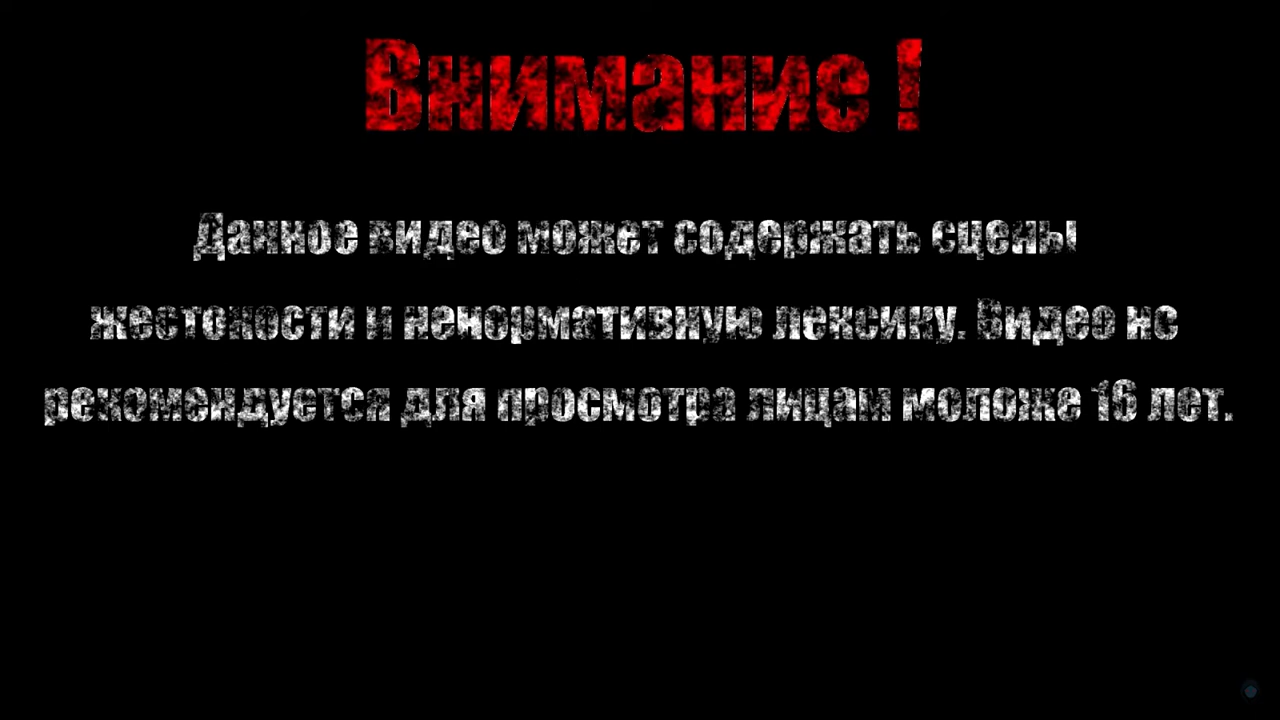 Внимание !
Данное видео может содержать сцены
жестокости и ненормативную лексику. Видео не
рекомендуется для просмотра лицам моложе 16 лет.